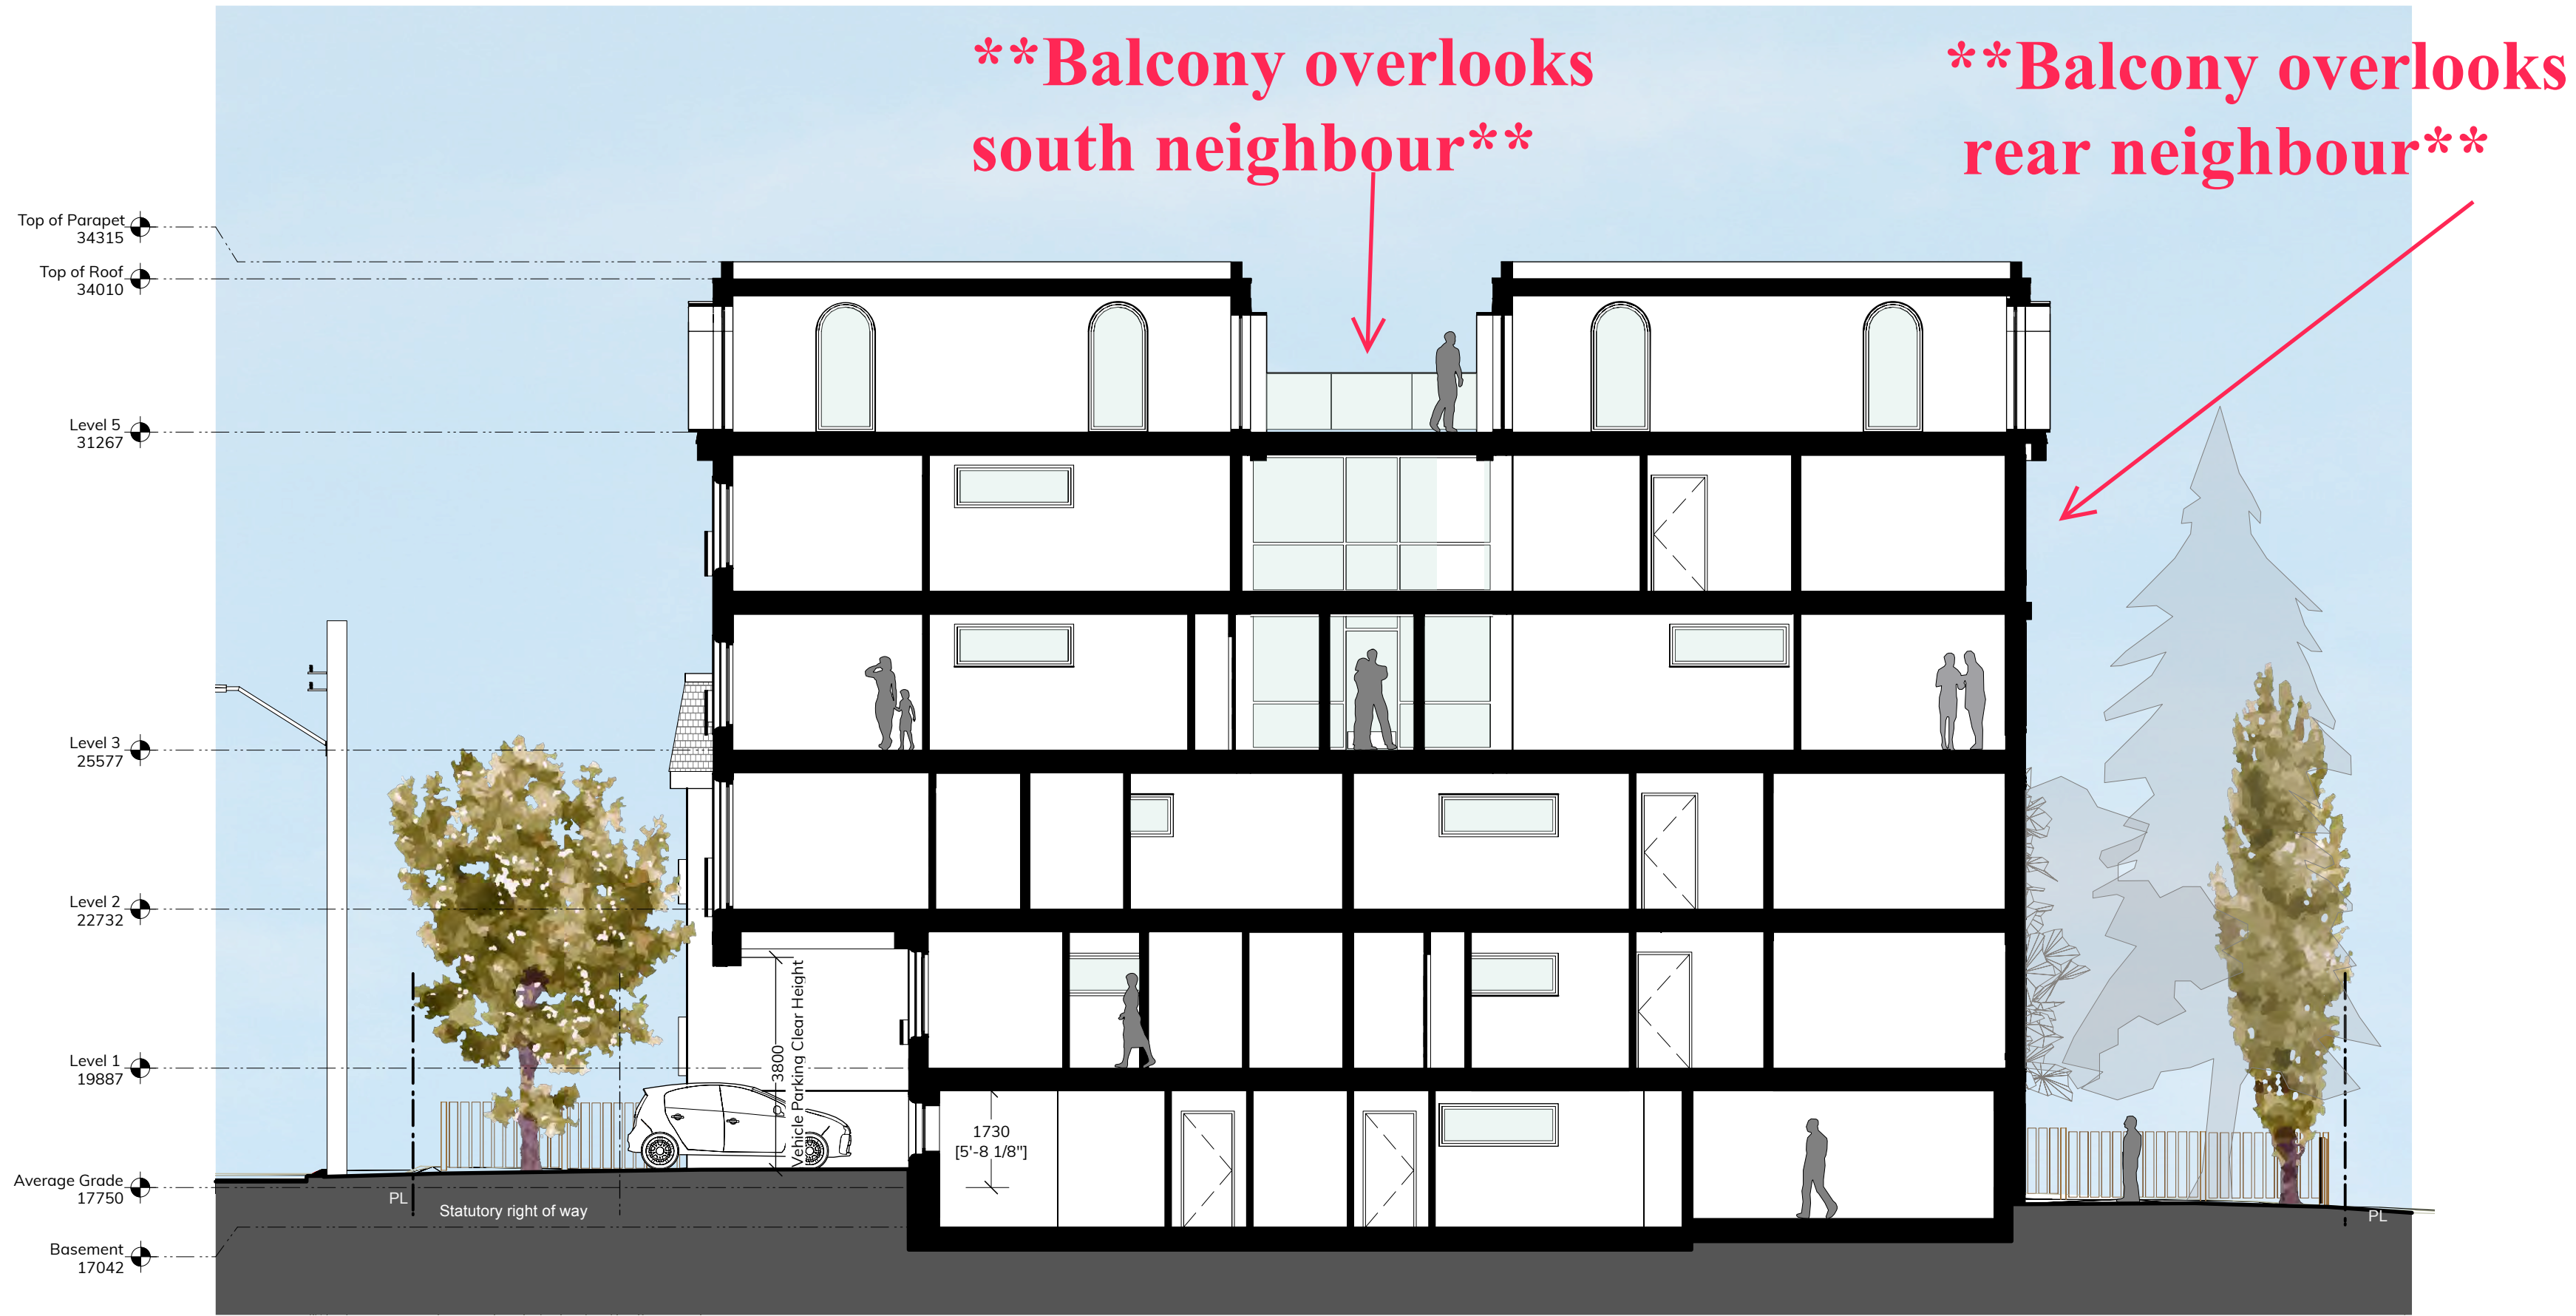 **Balcony overlooks
south neighbour**
**Balcony overlooks
rear neighbour**
Top of Parapet
34315
Top of Roof
34010
Level 5
31267
Level 3
25577
Level 2
22732
Level 1
19887
Average Grade
17750
Basement
17042
3800
Vehicle Parking Clear Height
1730
[5'-8 1/8"]
PL
Statutory right of way
PL